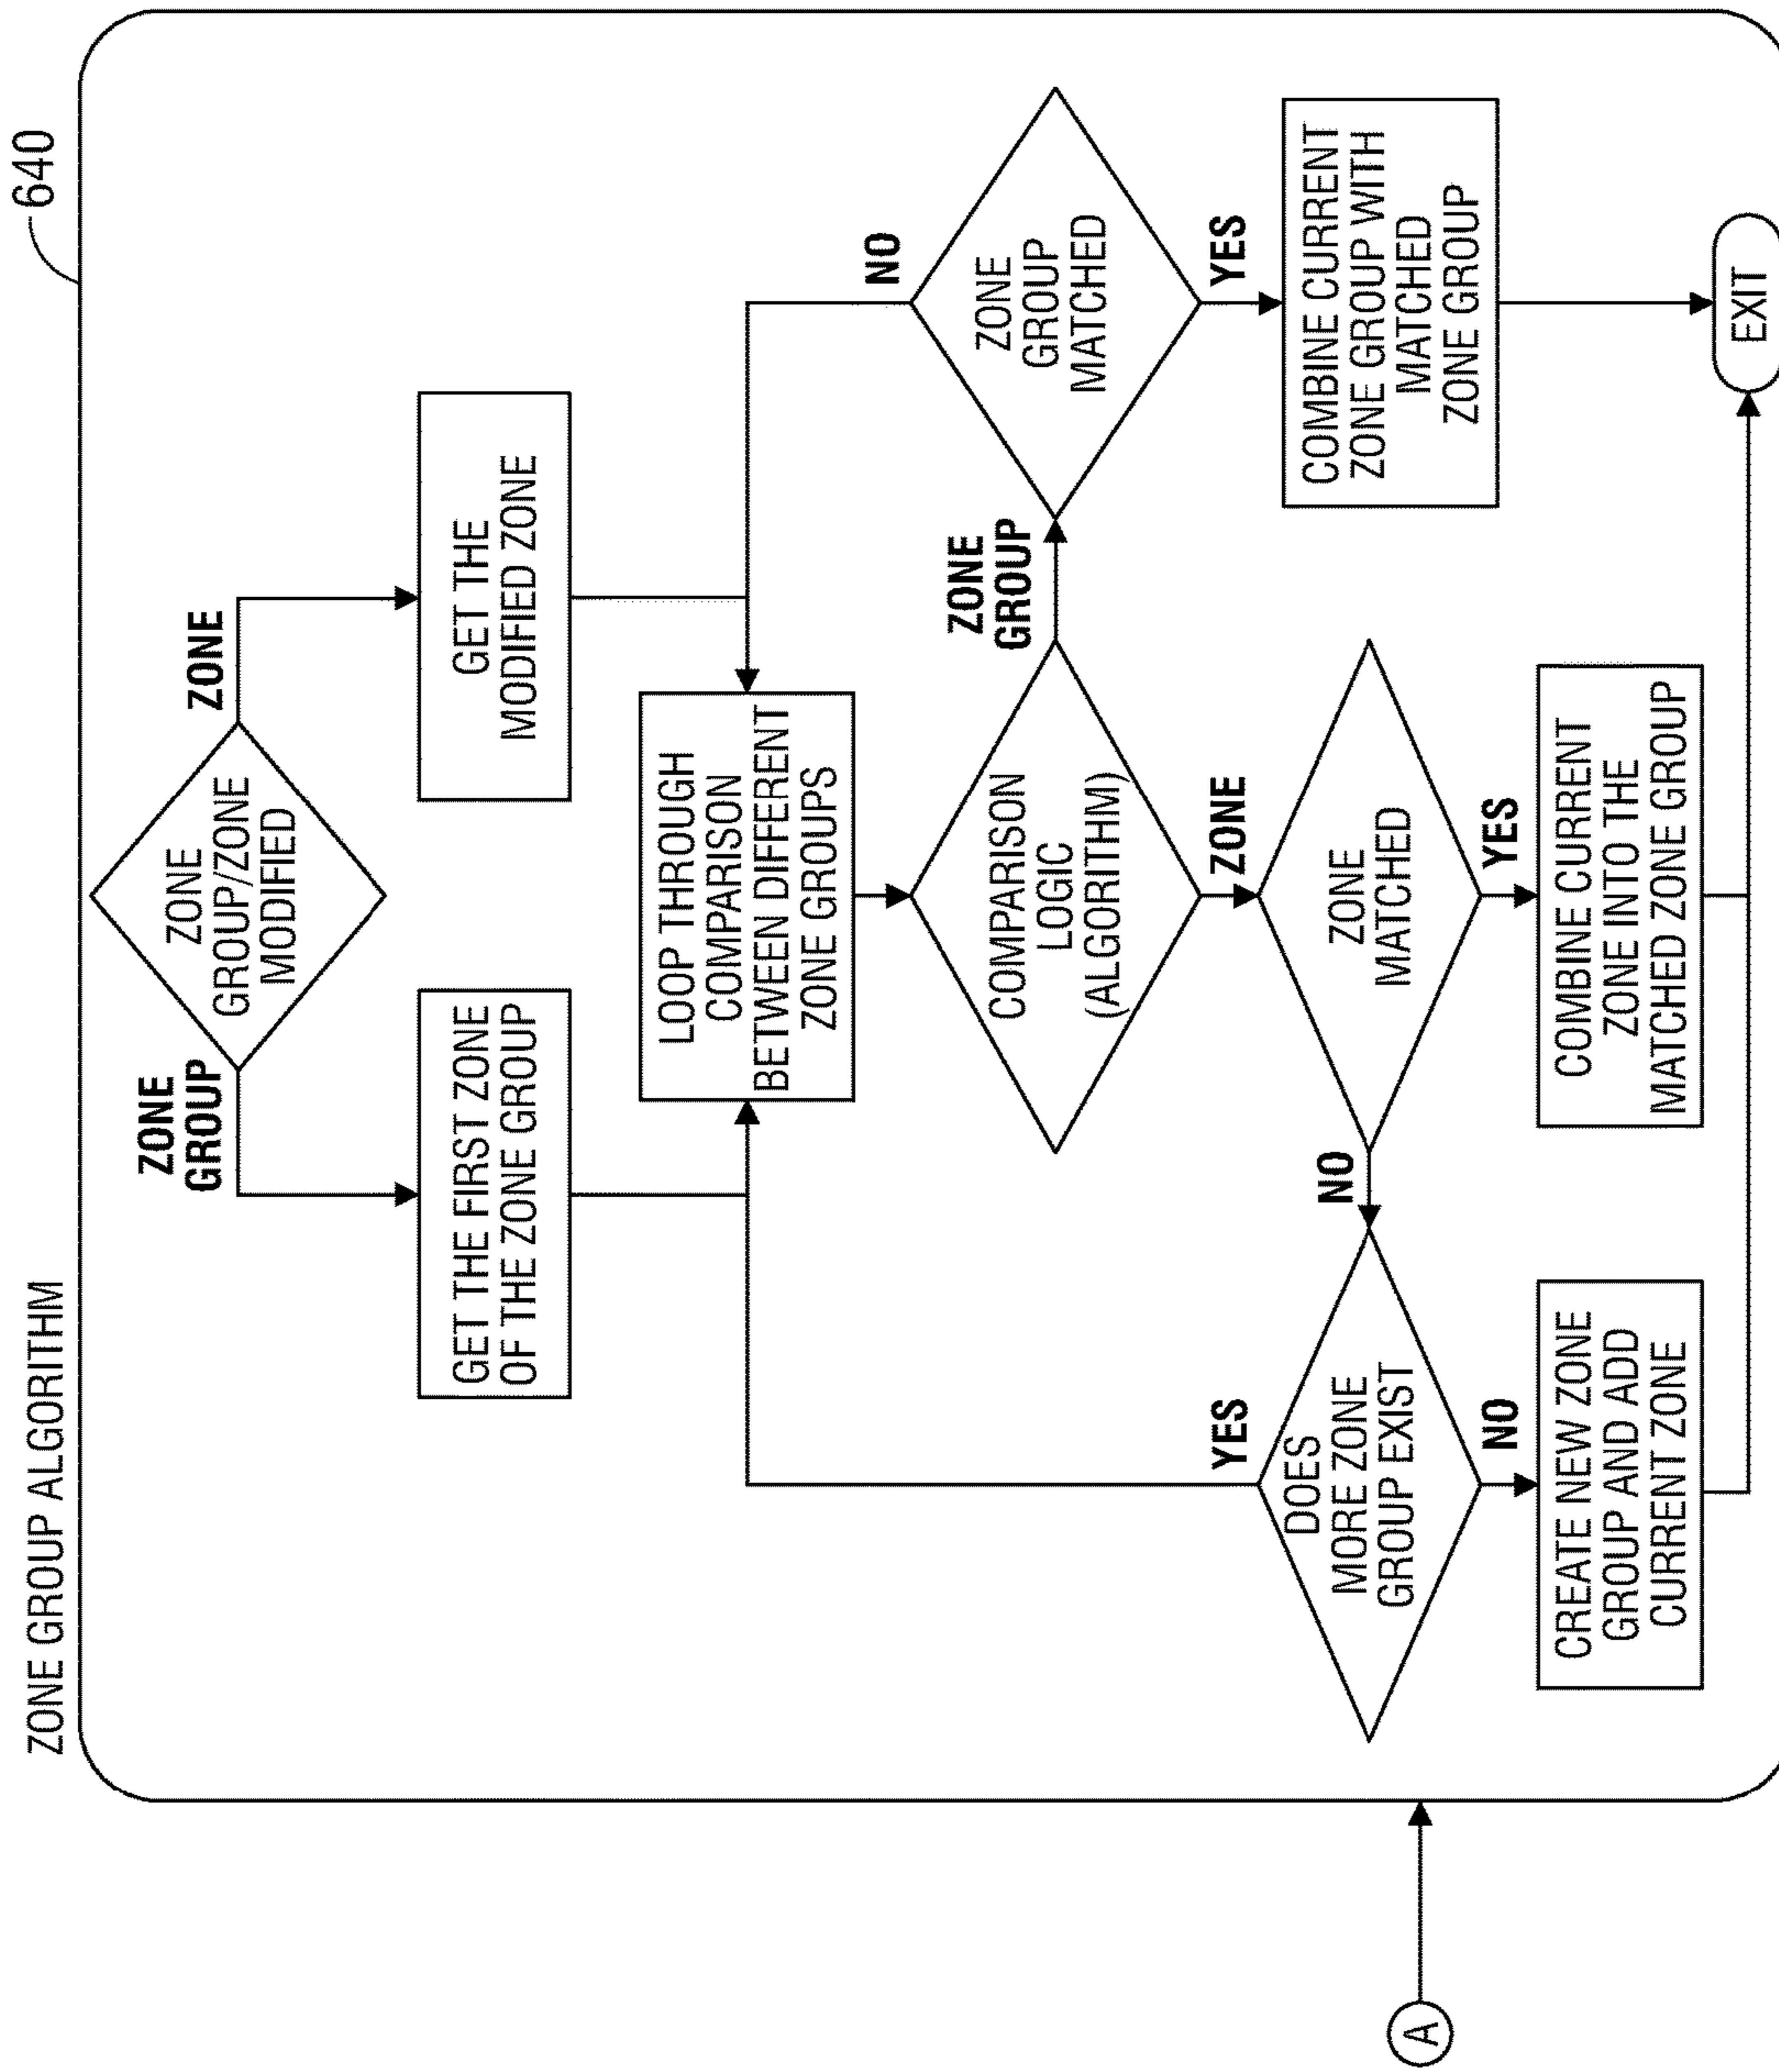 ZONE GROUP ALGORITHM
640
ZONE
GROUP/ZONE
MODIFIED
ZONE
GROUP
ZONE
GET THE FIRST ZONE
OF THE ZONE GROUP
GET THE
MODIFIED ZONE
LOOP THROUGH
COMPARISON
BETWEEN DIFFERENT
ZONE GROUPS
COMPARISON
LOGIC
(ALGORITHM)
ZONE
GROUP
ZONE
GROUP
MATCHED
NO
YES
COMBINE CURRENT
ZONE GROUP WITH
MATCHED
ZONE GROUP
ZONE
ZONE
MATCHED
NO
YES
DOES
MORE ZONE
GROUP EXIST
YES
NO
CREATE NEW ZONE
GROUP AND ADD
CURRENT ZONE
COMBINE CURRENT
ZONE INTO THE
MATCHED ZONE GROUP
EXIT
A